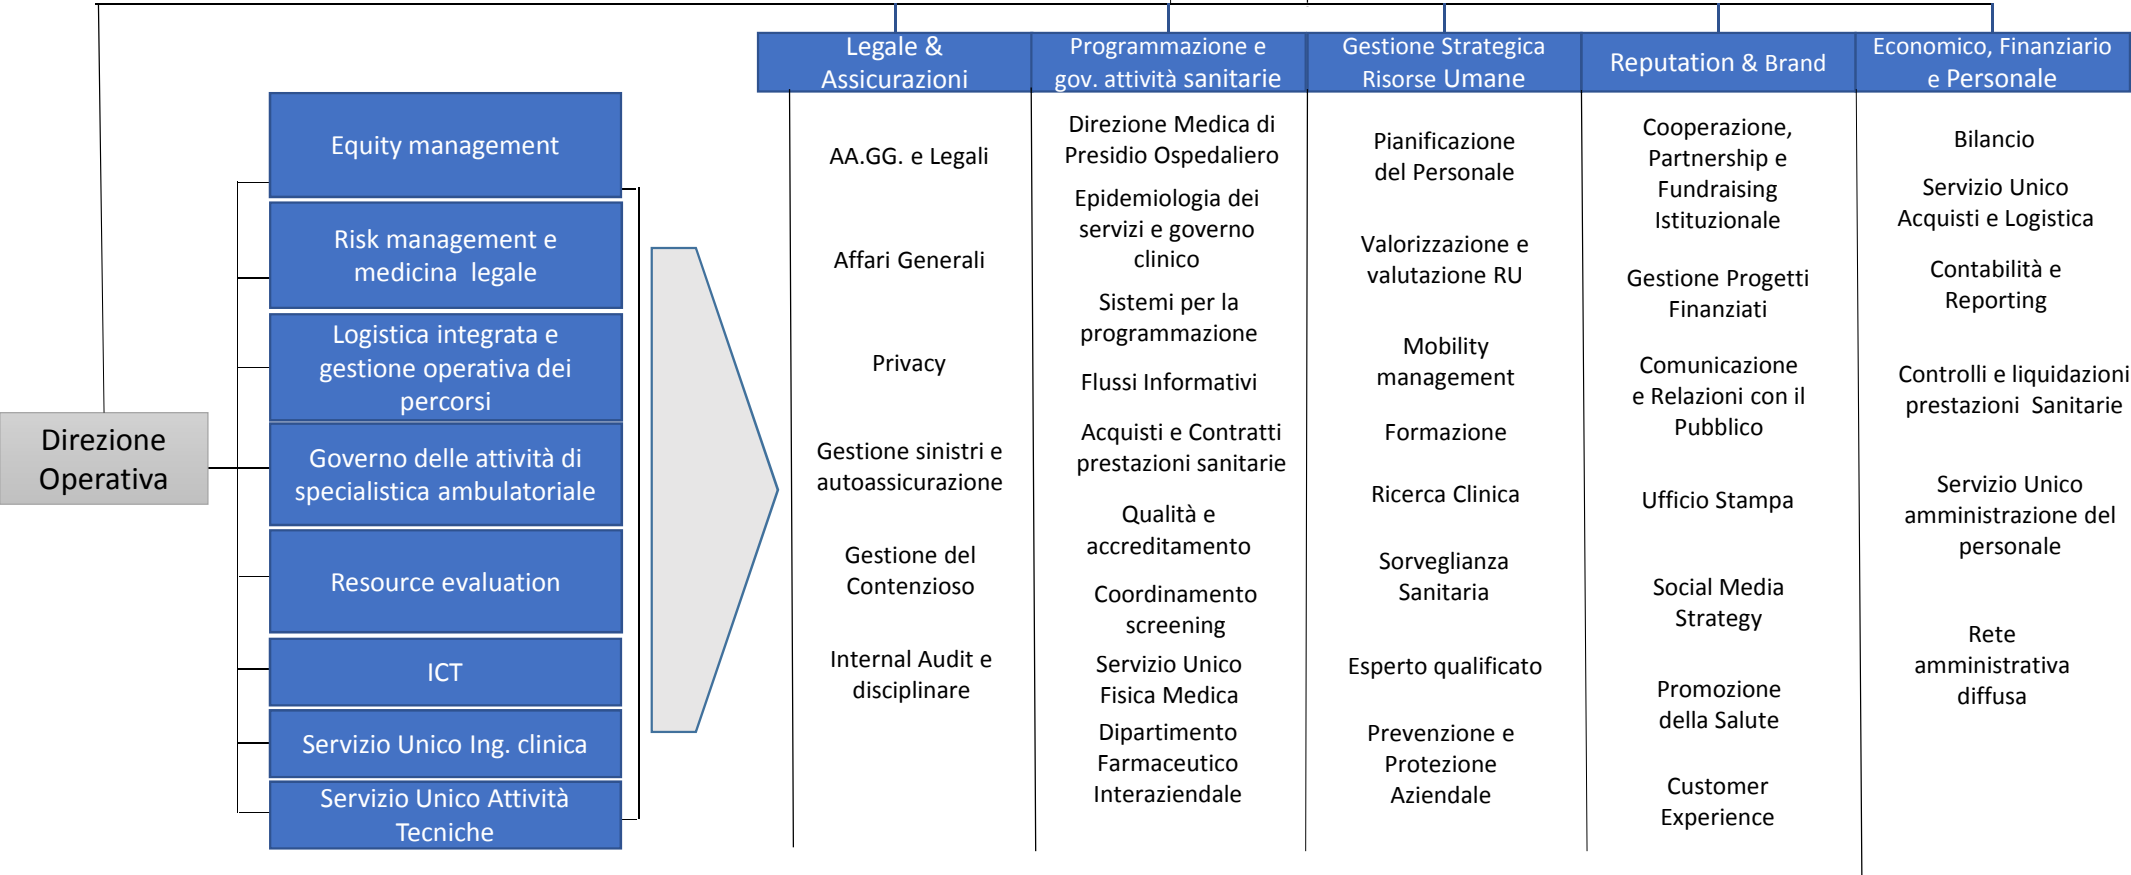 Legale &
Assicurazioni
Programmazione e
gov. attività sanitarie
Gestione Strategica
Risorse Umane
Reputation & Brand
Economico, Finanziario
e Personale
Direzione
Operativa
Equity management
Risk management e
medicina legale
Logistica integrata e
gestione operativa dei
percorsi
Governo delle attività di
specialistica ambulatoriale
Resource evaluation
ICT
Servizio Unico Ing. clinica
Servizio Unico Attività
Tecniche
AA.GG. e Legali
Affari Generali
Privacy
Gestione sinistri e
autoassicurazione
Gestione del
Contenzioso
Internal Audit e
disciplinare
Direzione Medica di
Presidio Ospedaliero
Epidemiologia dei
servizi e governo
clinico
Sistemi per la
programmazione
Flussi Informativi
Acquisti e Contratti
prestazioni sanitarie
Qualità e
accreditamento
Coordinamento
screening
Servizio Unico
Fisica Medica
Dipartimento
Farmaceutico
Interaziendale
Pianificazione
del Personale
Valorizzazione e
valutazione RU
Mobility
management
Formazione
Ricerca Clinica
Sorveglianza
Sanitaria
Esperto qualificato
Prevenzione e
Protezione
Aziendale
Cooperazione,
Partnership e
Fundraising
Istituzionale
Gestione Progetti
Finanziati
Comunicazione
e Relazioni con il
Pubblico
Ufficio Stampa
Social Media
Strategy
Promozione
della Salute
Customer
Experience
Bilancio
Servizio Unico
Acquisti e Logistica
Contabilità e
Reporting
Controlli e liquidazioni
prestazioni Sanitarie
Servizio Unico
amministrazione del
personale
Rete
amministrativa
diffusa